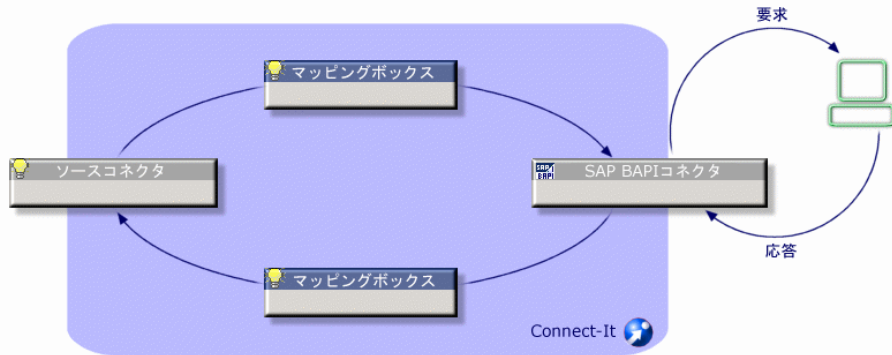 要求
マッピングボックス
ソースコネクタ
SAP BAPI
SAP BAPIコネクタ
応答
マッピングボックス
Connect-It